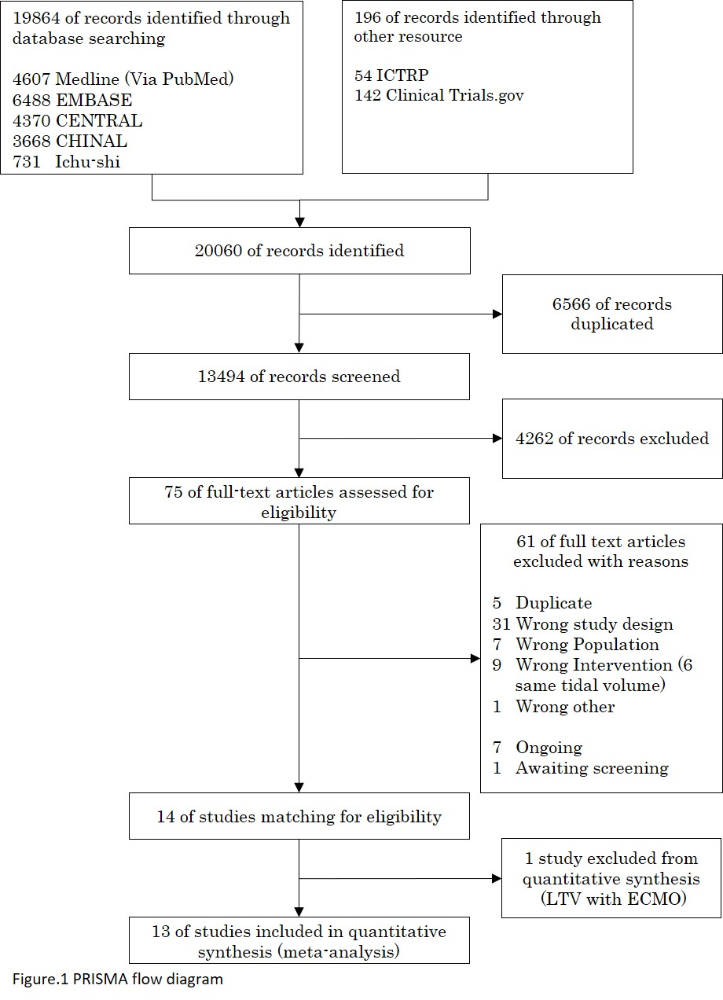 19864 of records identified through
database searching
4607 Medline (Via PubMed)
6488 EMBASE
4370 CENTRAL
3668 CHINAL
731 Ichu-shi
196 of records identified through
other resource
54 ICTRP
142 Clinical Trials.gov
20060 of records identified
6566 of records
duplicated
13494 of records screened
4262 of records excluded
75 of full-text articles assessed for
eligibility
61 of full text articles
excluded with reasons
5 Duplicate
31 Wrong study design
7 Wrong Population
9 Wrong Intervention (6
same tidal volume)
1 Wrong other
7 Ongoing
1 Awaiting screening
14 of studies matching for eligibility
1 study excluded from
quantitative synthesis
(LTV with ECMO)
13 of studies included in quantitative
synthesis (meta-analysis)
Figure.1 PRISMA flow diagram